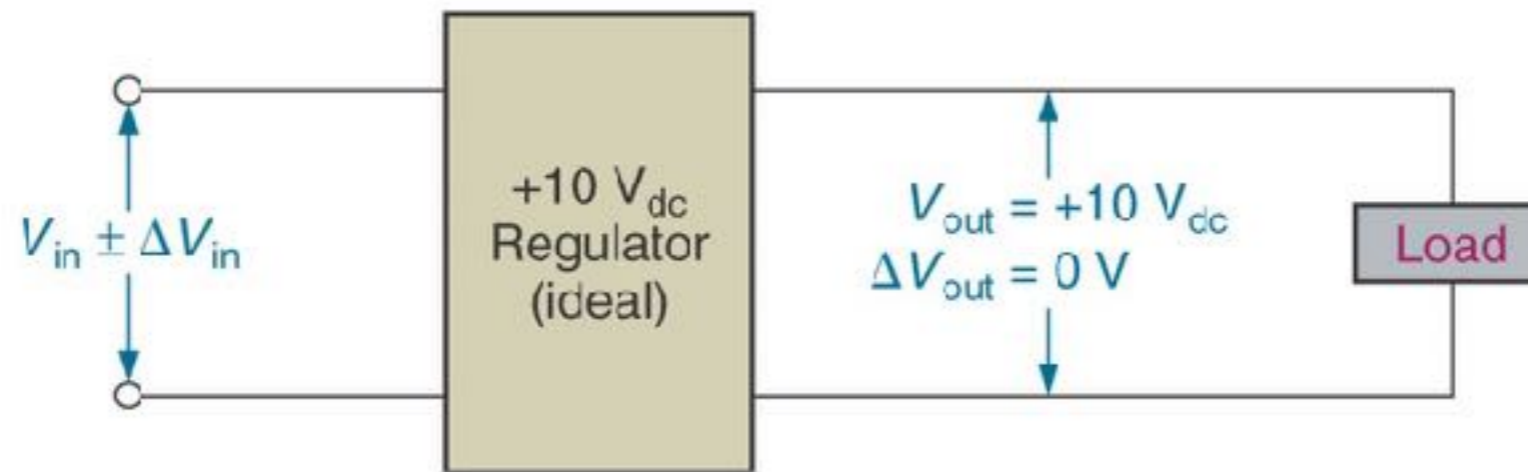 V_in ± ΔV_in
+10 V_dc
Regulator
(ideal)
V_out = +10 V_dc
ΔV_out = 0 V
Load